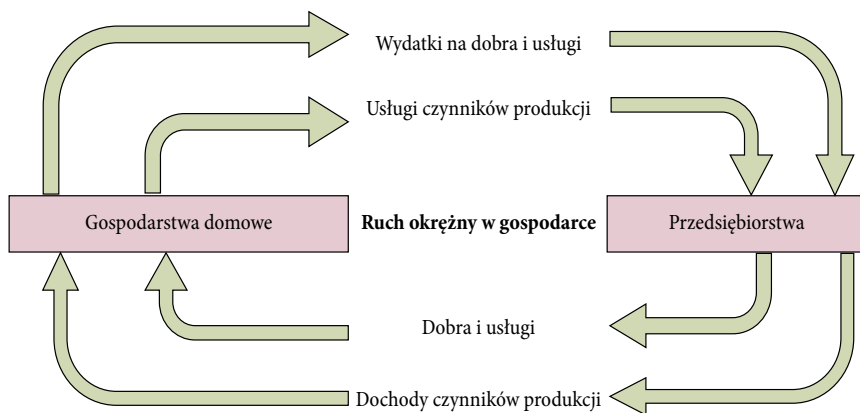 Wydatki na dobra i usługi
Usługi czynników produkcji
Gospodarstwa domowe
Ruch okrężny w gospodarce
Przedsiębiorstwa
Dobra i usługi
Dochody czynników produkcji